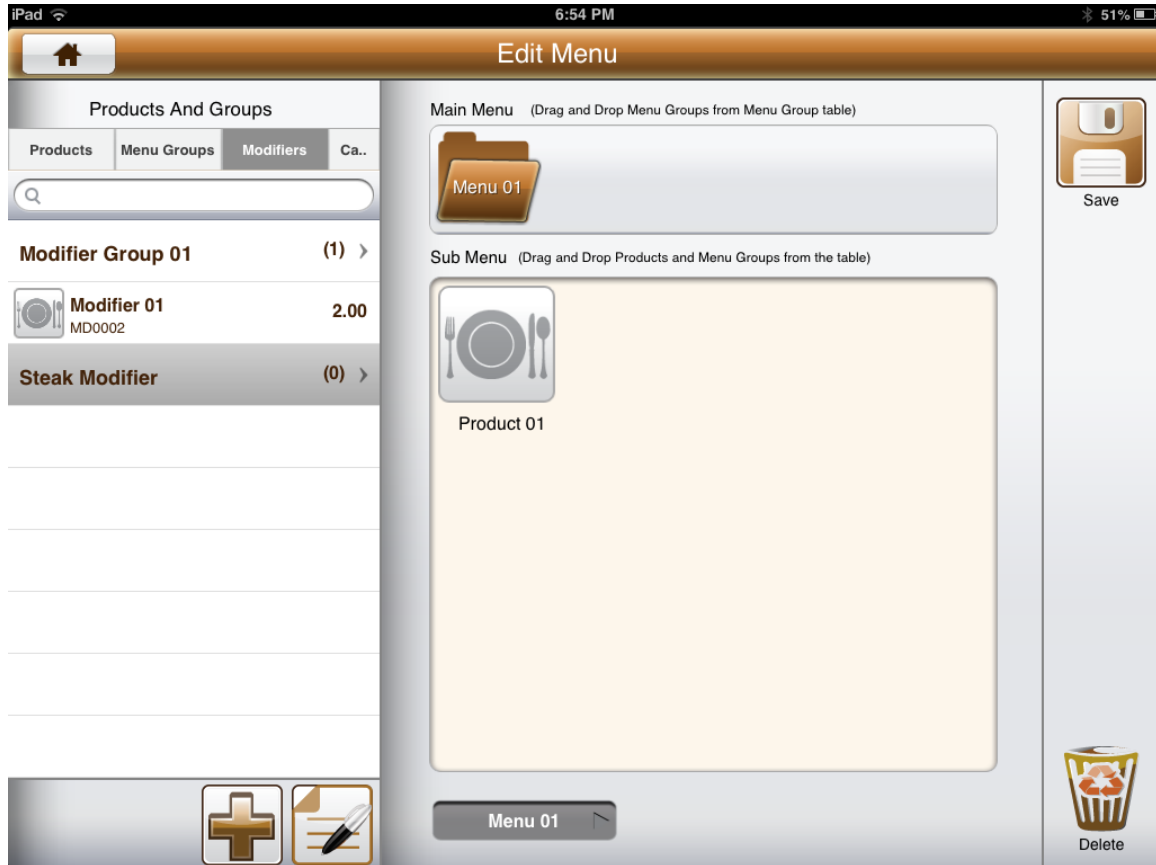 iPad 6:54 PM 51%
Edit Menu
Products And Groups
Products Menu Groups Modifiers Ca..
Modifier Group 01 (1)
Modifier 01 2.00
MD0002
Steak Modifier (0)
Main Menu (Drag and Drop Menu Groups from Menu Group table)
Menu 01
Sub Menu (Drag and Drop Products and Menu Groups from the table)
Product 01
Menu 01
Save
Delete